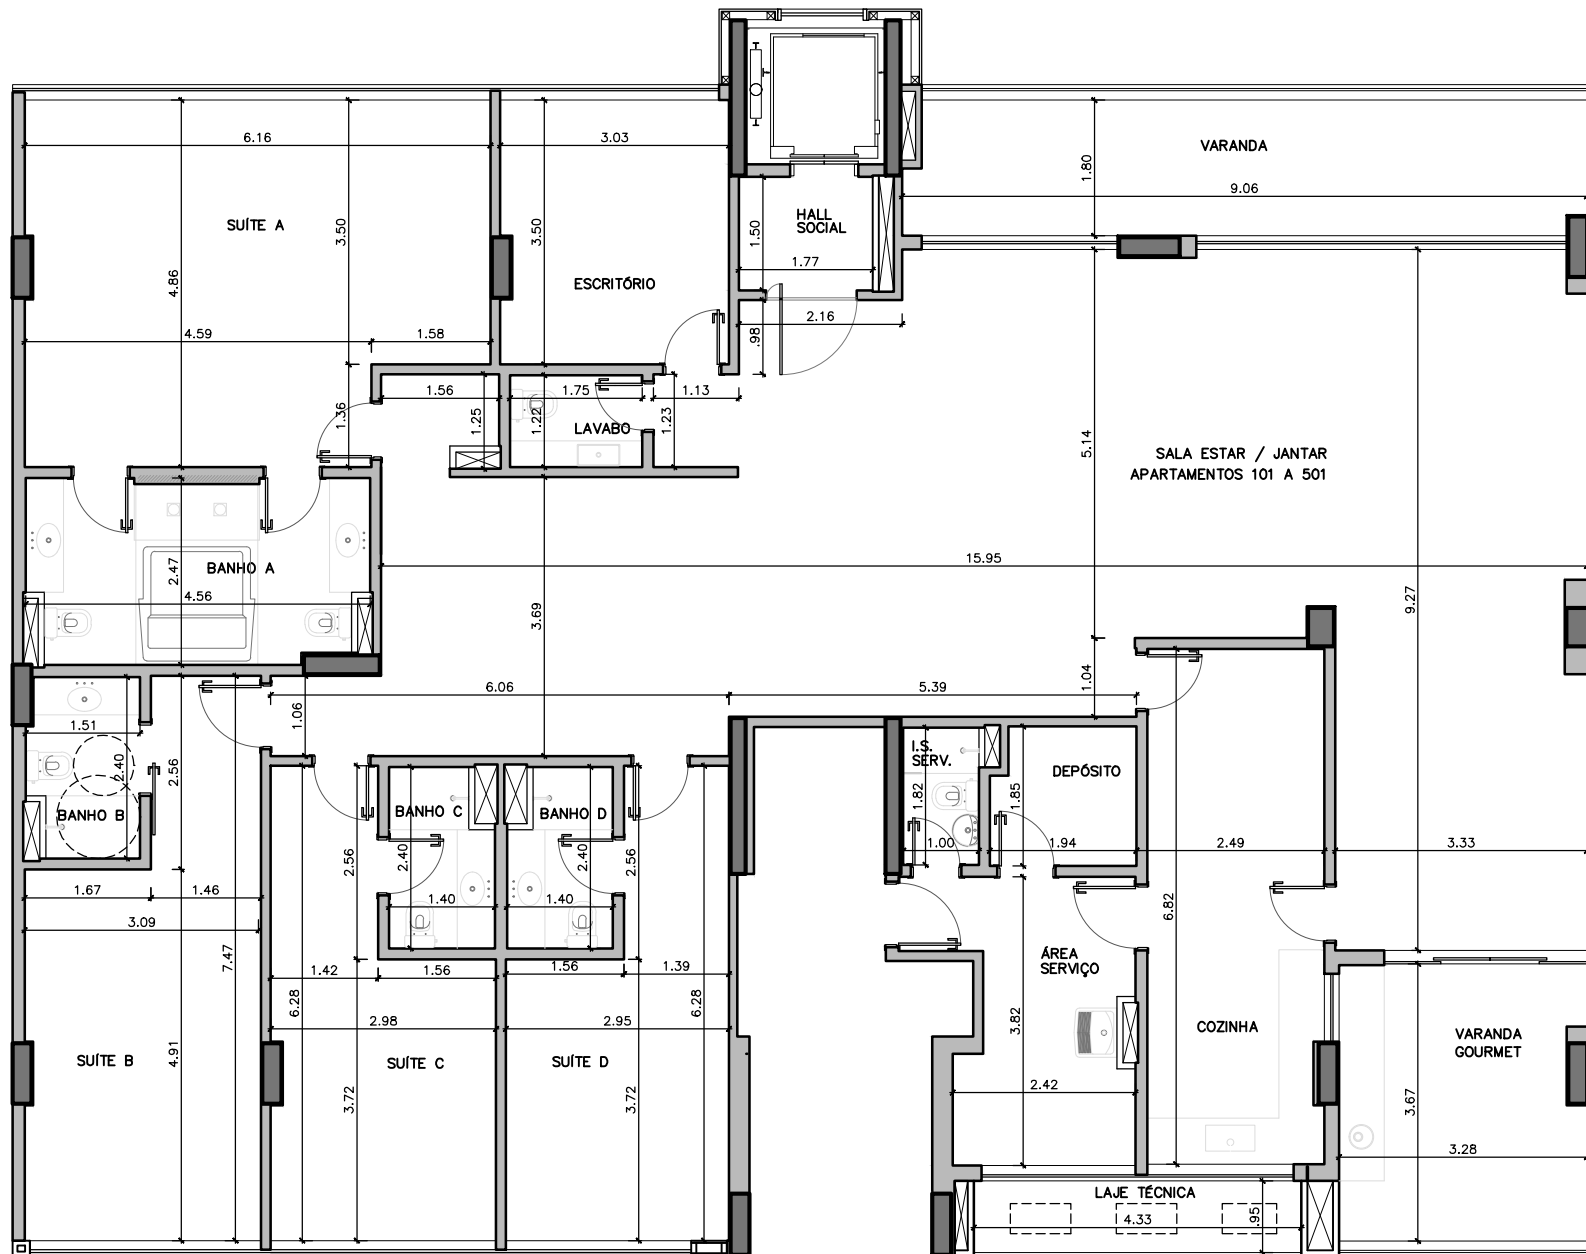 6.16
3.03
VARANDA
1.80
9.06
4.86
3.50
3.50
SUÍTE A
HALL
SOCIAL
1.50
1.77
ESCRITÓRIO
2.16
.98
4.59
1.58
1.36
1.56
1.25
1.22
1.75
1.13
1.23
LAVABO
5.14
SALA ESTAR / JANTAR
APARTAMENTOS 101 A 501
15.95
9.27
BANHO A
2.47
4.56
3.69
6.06
5.39
1.04
1.06
1.51
2.40
2.56
BANHO B
I.S.
SERV.
1.82
DEPÓSITO
1.85
BANHO C
BANHO D
2.56
2.40
2.40
2.56
1.00
1.94
2.49
3.33
1.67
1.46
3.09
1.40
1.40
6.82
7.47
1.42
1.56
1.56
1.39
ÁREA
SERVIÇO
6.28
6.28
2.98
2.95
3.82
COZINHA
VARANDA
GOURMET
SUÍTE B
4.91
SUÍTE C
SUÍTE D
3.72
3.72
2.42
3.67
3.28
LAJE TÉCNICA
4.33
.95